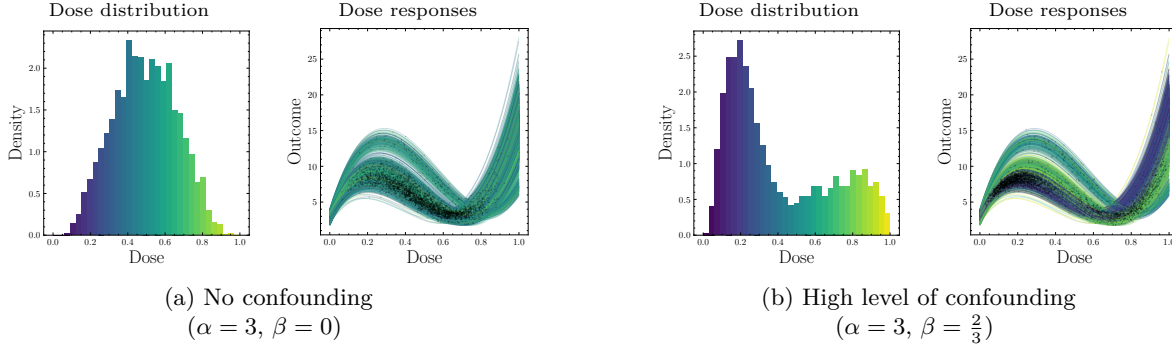 Dose distribution
Dose responses
Density
2.0
1.5
1.0
0.5
0.0
0.0 0.2 0.4 0.6 0.8 1.0
Dose
Outcome
25
20
15
10
5
0.0 0.2 0.4 0.6 0.8 1.0
Dose
(a) No confounding
(α = 3, β = 0)
Dose distribution
Dose responses
Density
2.5
2.0
1.5
1.0
0.5
0.0
0.0 0.2 0.4 0.6 0.8 1.0
Dose
Outcome
25
20
15
10
5
0.0 0.2 0.4 0.6 0.8 1.0
Dose
(b) High level of confounding
(α = 3, β = 2/3)